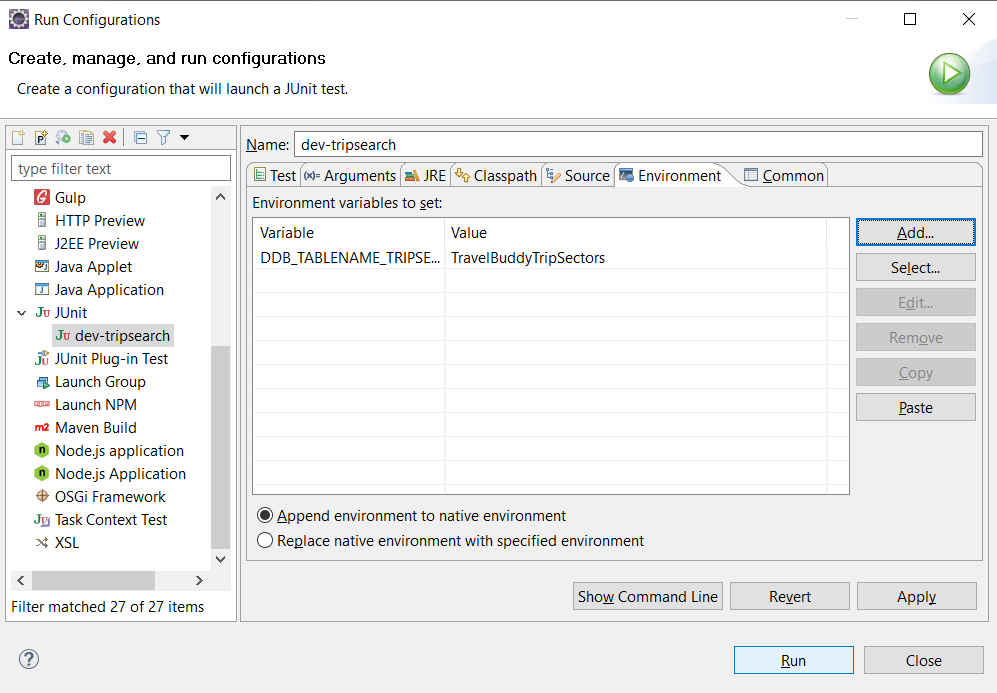 Run Configurations
Create, manage, and run configurations
Create a configuration that will launch a JUnit test.
type filter text
Gulp
HTTP Preview
J2EE Preview
Java Applet
Java Application
JUnit
dev-tripsearch
JUnit Plug-in Test
Launch Group
Launch NPM
Maven Build
Node.js application
Node.js Application
OSGi Framework
Task Context Test
XSL
Filter matched 27 of 27 items
Name: dev-tripsearch
Test (x)= Arguments JRE Classpath Source Environment Common
Environment variables to set:
Variable Value
DDB_TABLENAME_TRIPSE... TravelBuddyTripSectors
Add...
Select...
Edit...
Remove
Copy
Paste
Append environment to native environment
Replace native environment with specified environment
Show Command Line Revert Apply
? Run Close